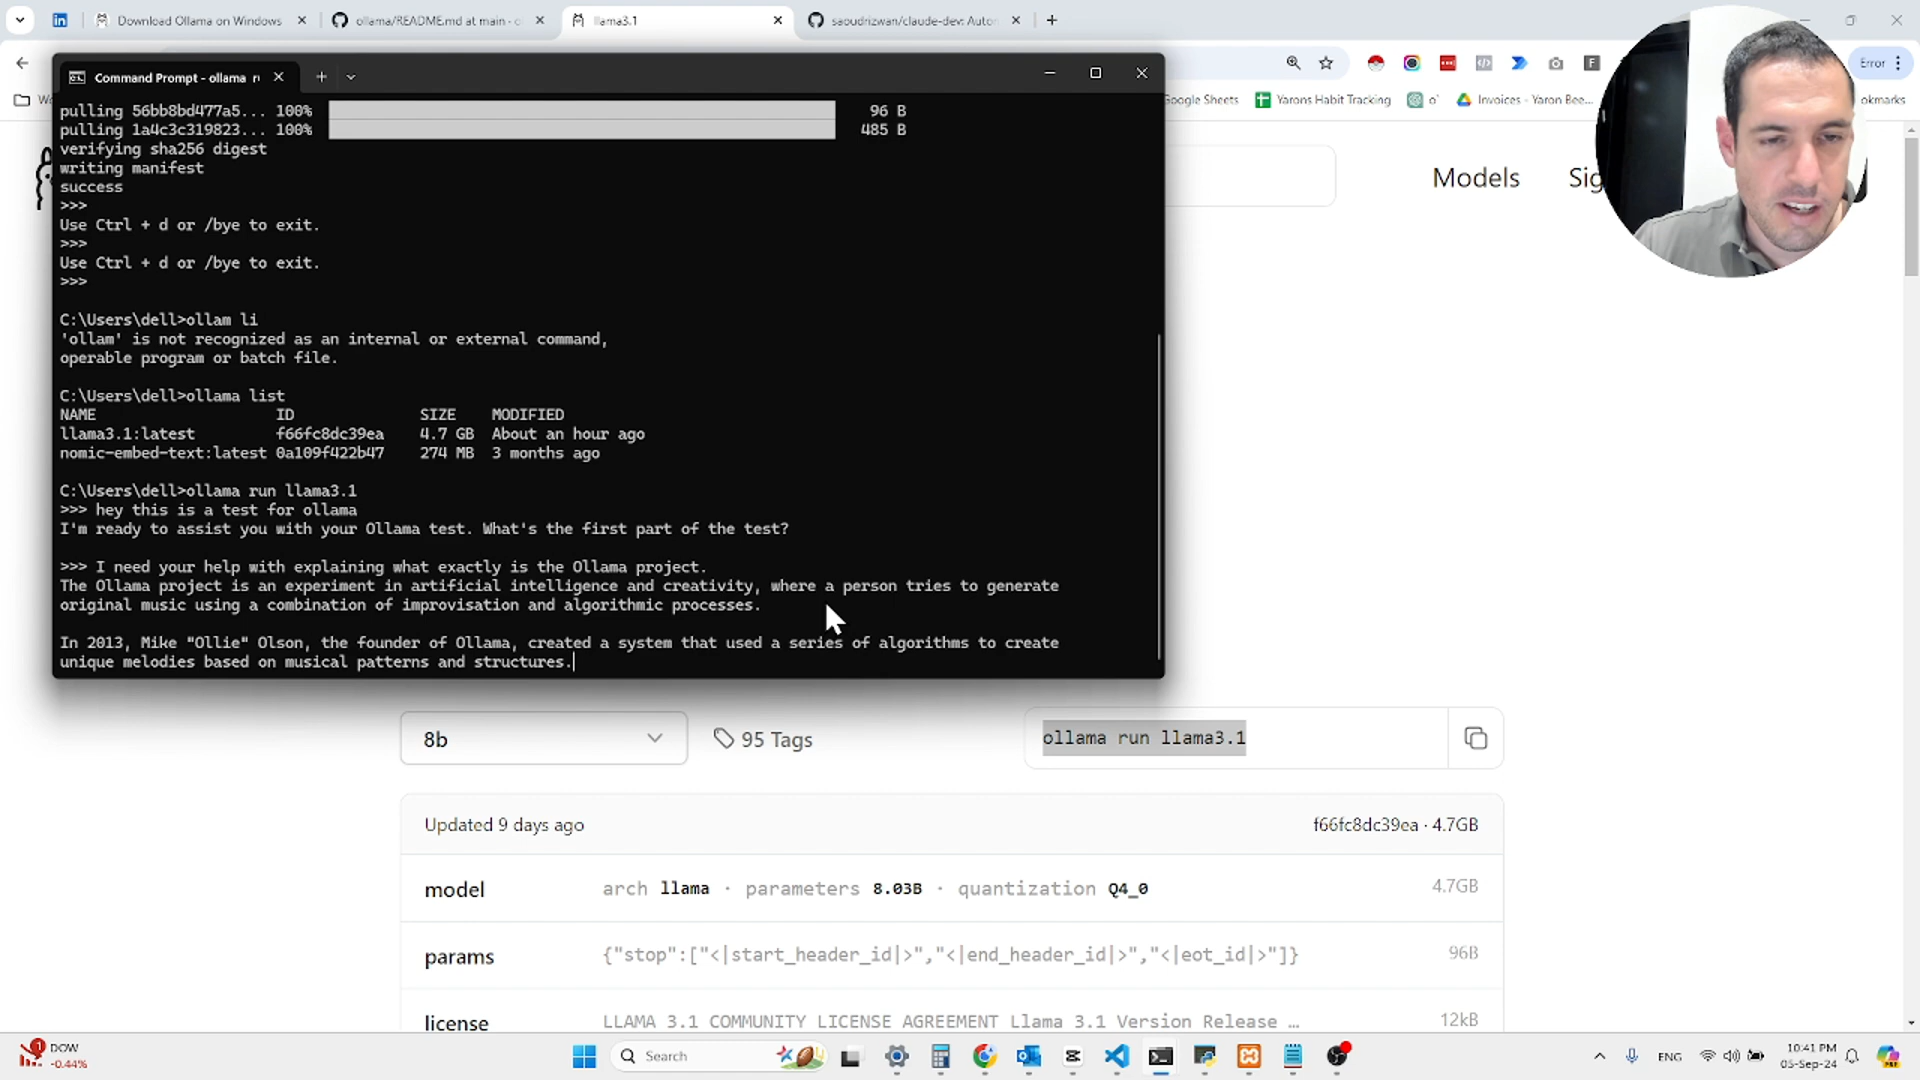 Download Ollama on Windows
ollama/README.md at main · o
llama3.1
saoudrizwan/claude-dev: Auto
Error
Command Prompt - ollama r
Google Sheets
Yarons Habit Tracking
Invoices - Yaron Bee...
okmarks
pulling 56bb8bd477a5... 100%  96 B
pulling 1a4c3c319823... 100%  485 B
verifying sha256 digest
writing manifest
success
>>>
Use Ctrl + d or /bye to exit.
>>>
Use Ctrl + d or /bye to exit.
>>>
C:\Users\dell>ollam li
'ollam' is not recognized as an internal or external command,
operable program or batch file.
C:\Users\dell>ollama list
NAME ID SIZE MODIFIED
llama3.1:latest f66fc8dc39ea 4.7 GB About an hour ago
nomic-embed-text:latest 0a109f422b47 274 MB 3 months ago
C:\Users\dell>ollama run llama3.1
>>> hey this is a test for ollama
I'm ready to assist you with your Ollama test. What's the first part of the test?
>>> I need your help with explaining what exactly is the Ollama project.
The Ollama project is an experiment in artificial intelligence and creativity, where a person tries to generate
original music using a combination of improvisation and algorithmic processes.
In 2013, Mike "Ollie" Olson, the founder of Ollama, created a system that used a series of algorithms to create
unique melodies based on musical patterns and structures.
Models
Sig
8b
95 Tags
ollama run llama3.1
Updated 9 days ago
f66fc8dc39ea · 4.7GB
model
arch llama · parameters 8.03B · quantization Q4_0
4.7GB
params
{"stop":["<|start_header_id|>","<|end_header_id|>","<|eot_id|>"]}
96B
license
LLAMA 3.1 COMMUNITY LICENSE AGREEMENT Llama 3.1 Version Release ...
12kB
1
DOW
-0.44%
Search
ENG
10:41 PM
05-Sep-24